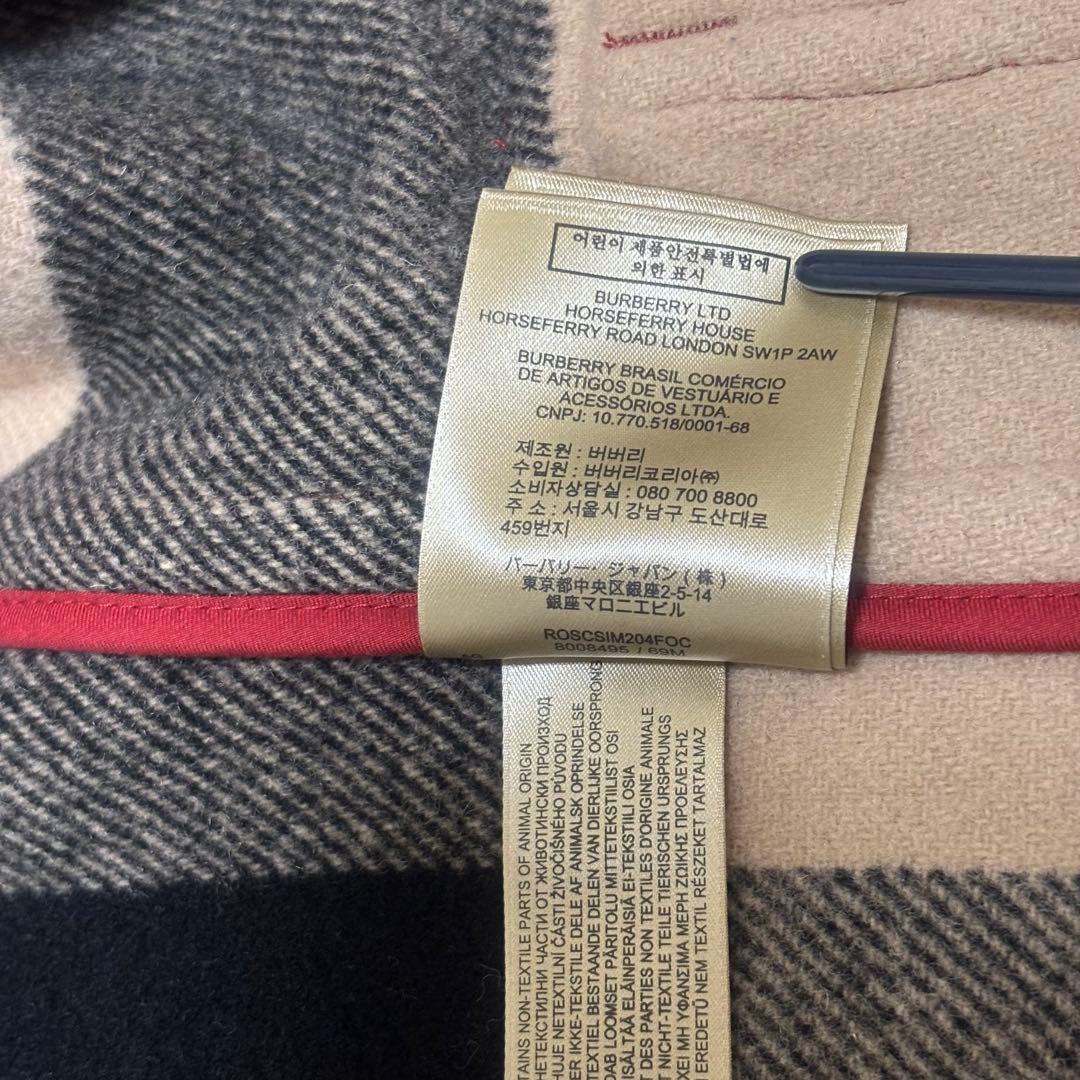 어린이 제품안전특별법에
의한 표시
BURBERRY LTD
HORSEFERRY HOUSE
HORSEFERRY ROAD LONDON SW1P 2AW
BURBERRY BRASIL COMÉRCIO
DE ARTIGOS DE VESTUÁRIO E
ACESSÓRIOS LTDA.
CNPJ: 10.770.518/0001-68
제조원 : 버버리
수입원 : 버버리코리아㈜
소비자상담실 : 080 700 8800
주 소 : 서울시 강남구 도산대로
459번지
バーバリー・ジャパン(株)
東京都中央区銀座2-5-14
銀座マロニエビル
ROSCSIM204FOC
8008495 / 69M
TAINS NON-TEXTILE PARTS OF ANIMAL ORIGIN
НЕТЕКСТИЛНИ ЧАСТИ ОТ ЖИВОТИНСКИ ПРОИЗХОД
HUJE NETEXTILNÍ ČÁSTI ŽIVOČIŠNÉHO PŮVODU
ER IKKE-TEKSTILE DELE AF ANIMALSK OPRINDELSE
TEXTIEL BESTAANDE DELEN VAN DIERLIJKE OORSPRONG
DAB LOOMSET PÄRITOLU MITTETEKSTIILIST OSI
ISÄLTÄÄ ELÄINPERÄISIÄ EI-TEKSTIILI OSIA
T DES PARTIES NON TEXTILES D'ORIGINE ANIMALE
T NICHT-TEXTILE TEILE TIERISCHEN URSPRUNGS
ΧΕΙ ΜΗ ΥΦΑΝΣΙΜΑ ΜΕΡΗ ΖΩΙΚΗΣ ΠΡΟΕΛΕΥΣΗΣ
I EREDETŰ NEM TEXTIL RÉSZEKET TARTALMAZ